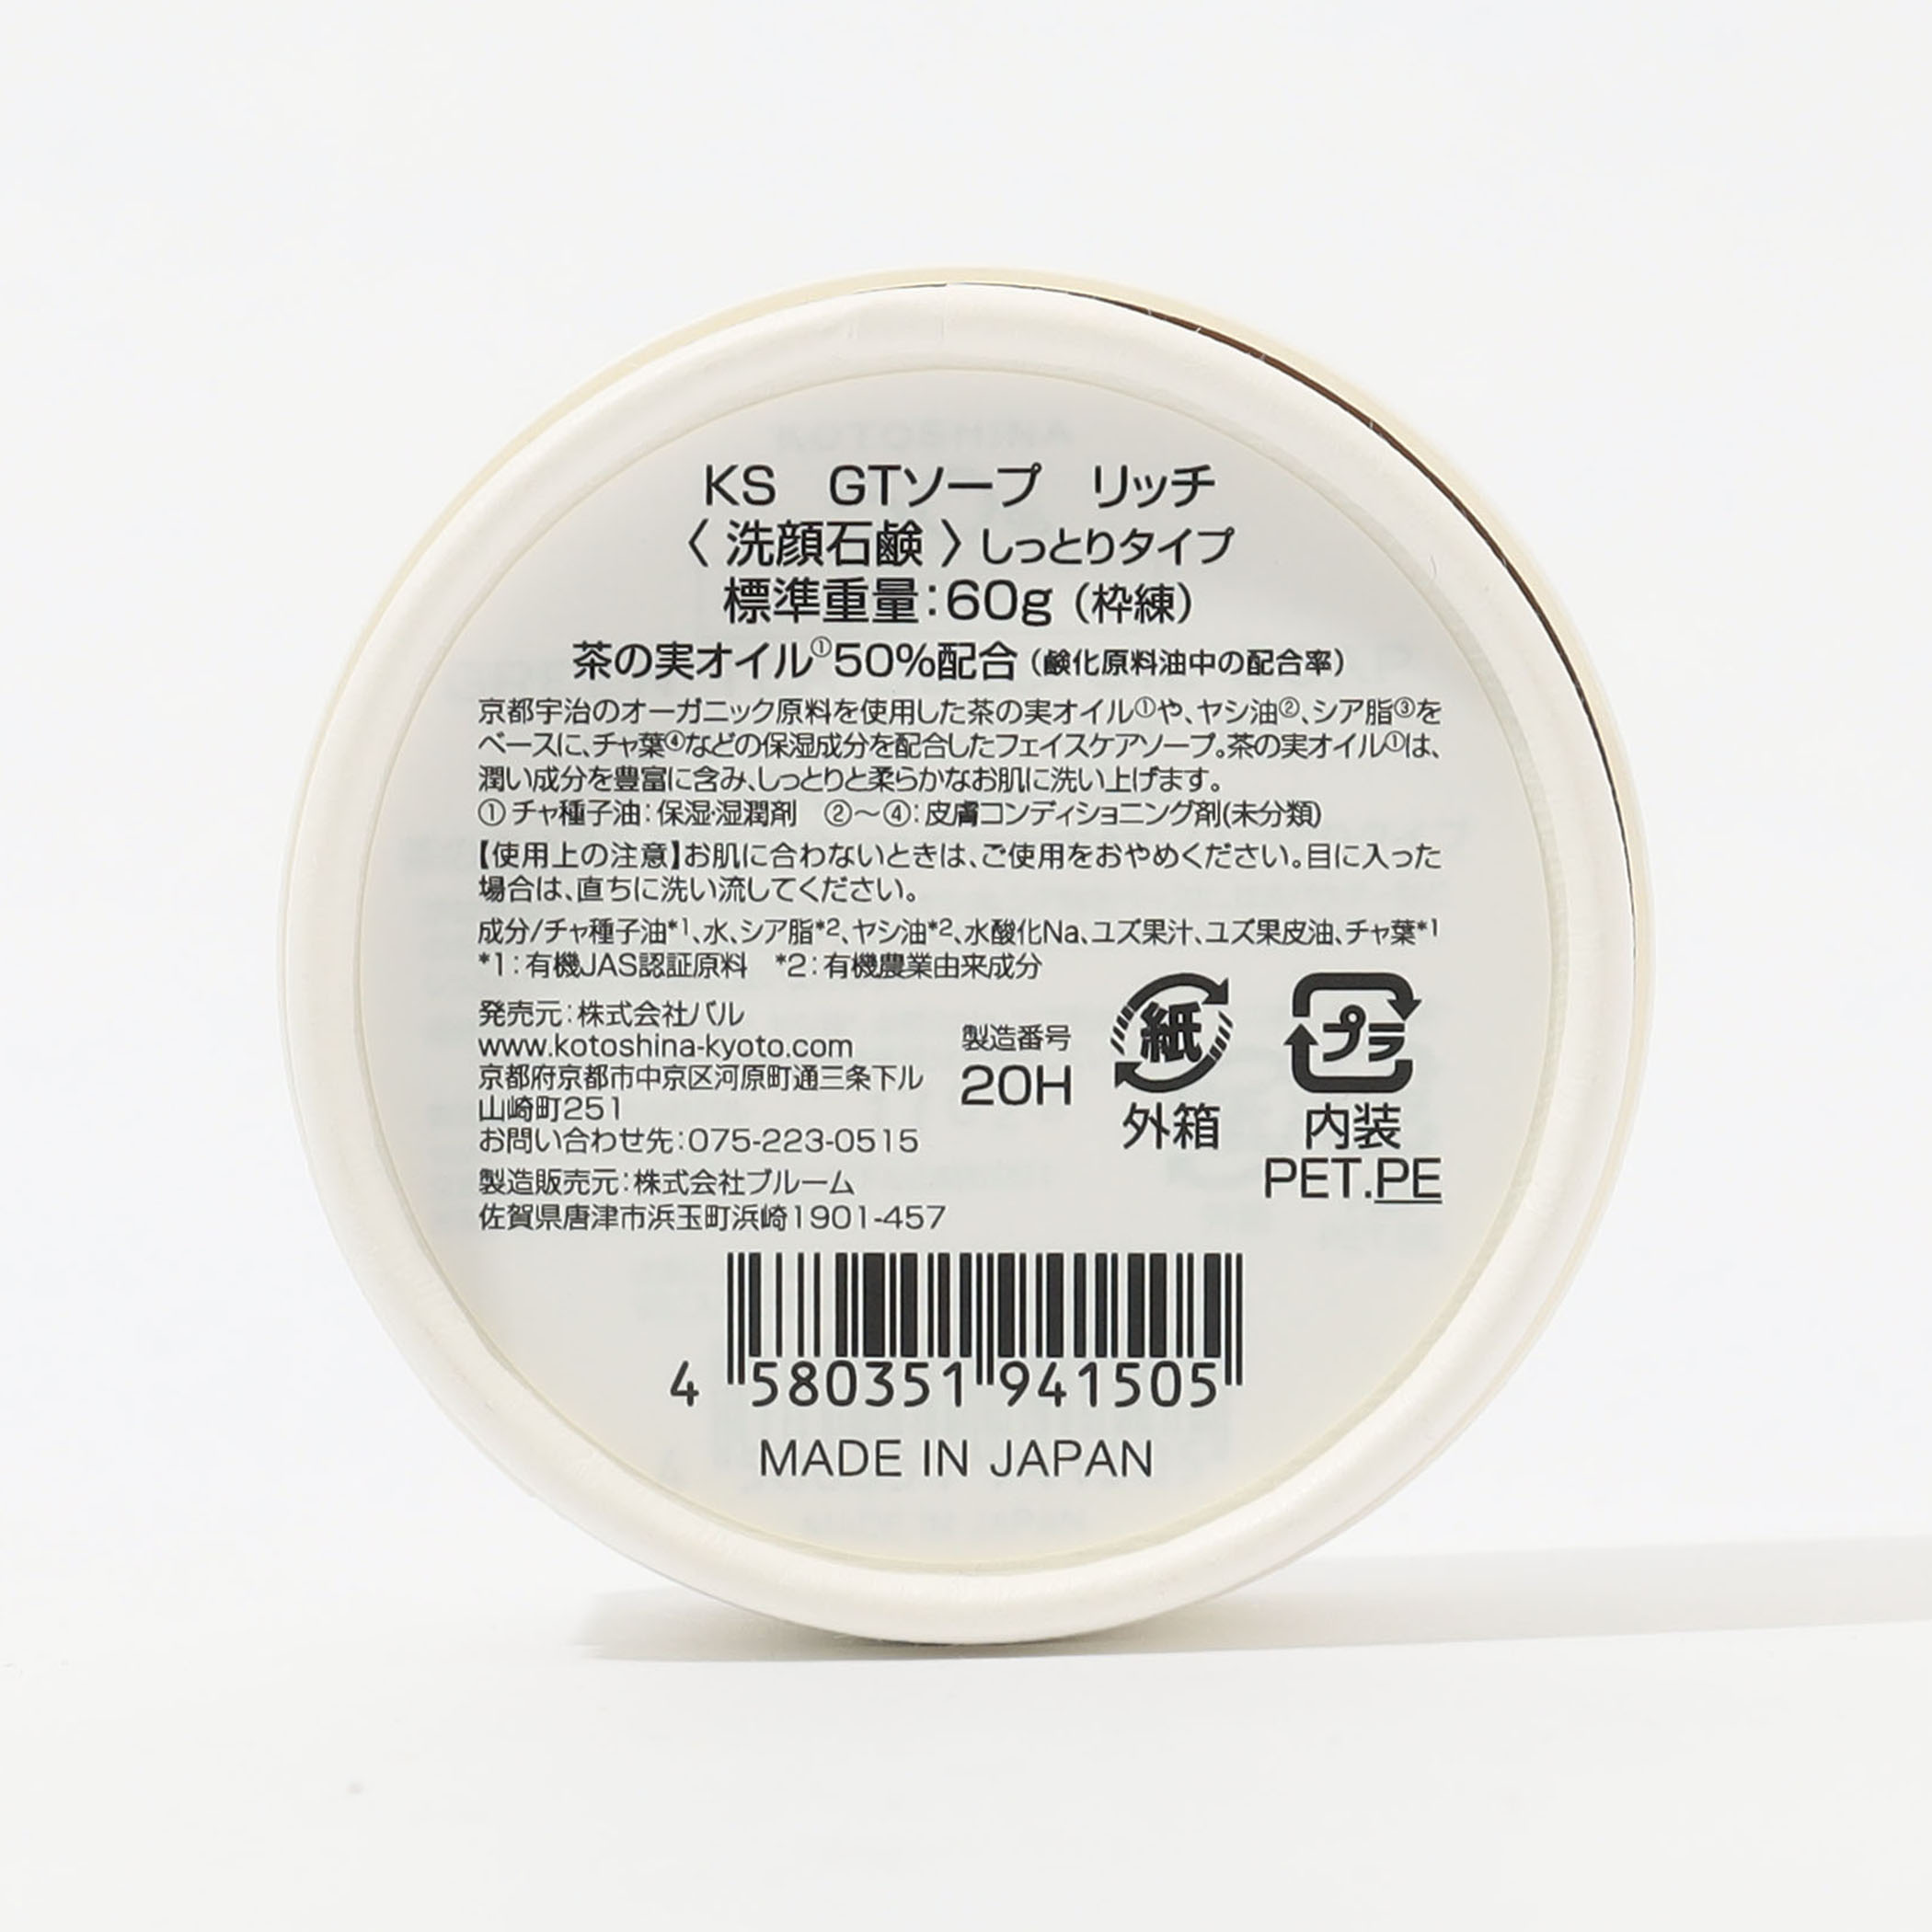 KS GTソープ リッチ
〈洗顔石鹸〉しっとりタイプ
標準重量：60g（枠練）
茶の実オイル①50%配合（鹸化原料油中の配合率）
京都宇治のオーガニック原料を使用した茶の実オイル①や、ヤシ油②、シア脂③を
ベースに、チャ葉④などの保湿成分を配合したフェイスケアソープ。茶の実オイル①は、
潤い成分を豊富に含み、しっとりと柔らかなお肌に洗い上げます。
① チャ種子油：保湿・湿潤剤 ②～④：皮膚コンディショニング剤(未分類)
【使用上の注意】お肌に合わないときは、ご使用をおやめください。目に入った
場合は、直ちに洗い流してください。
成分/チャ種子油*1、水、シア脂*2、ヤシ油*2、水酸化Na、ユズ果汁、ユズ果皮油、チャ葉*1
*1：有機JAS認証原料 *2：有機農業由来成分
発売元：株式会社バル
www.kotoshina-kyoto.com
京都府京都市中京区河原町通三条下ル
山崎町251
お問い合わせ先：075-223-0515
製造販売元：株式会社ブルーム
佐賀県唐津市浜玉町浜崎1901-457
製造番号
20H
紙
外箱
プラ
内装
PET.PE
4 580351 941505
MADE IN JAPAN